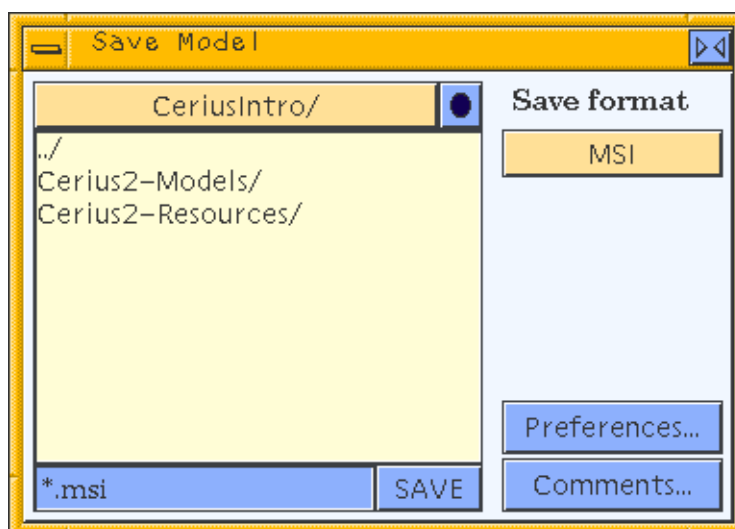 Save Model
CeriusIntro/
../
Cerius2-Models/
Cerius2-Resources/
*.msi
SAVE
Save format
MSI
Preferences...
Comments...